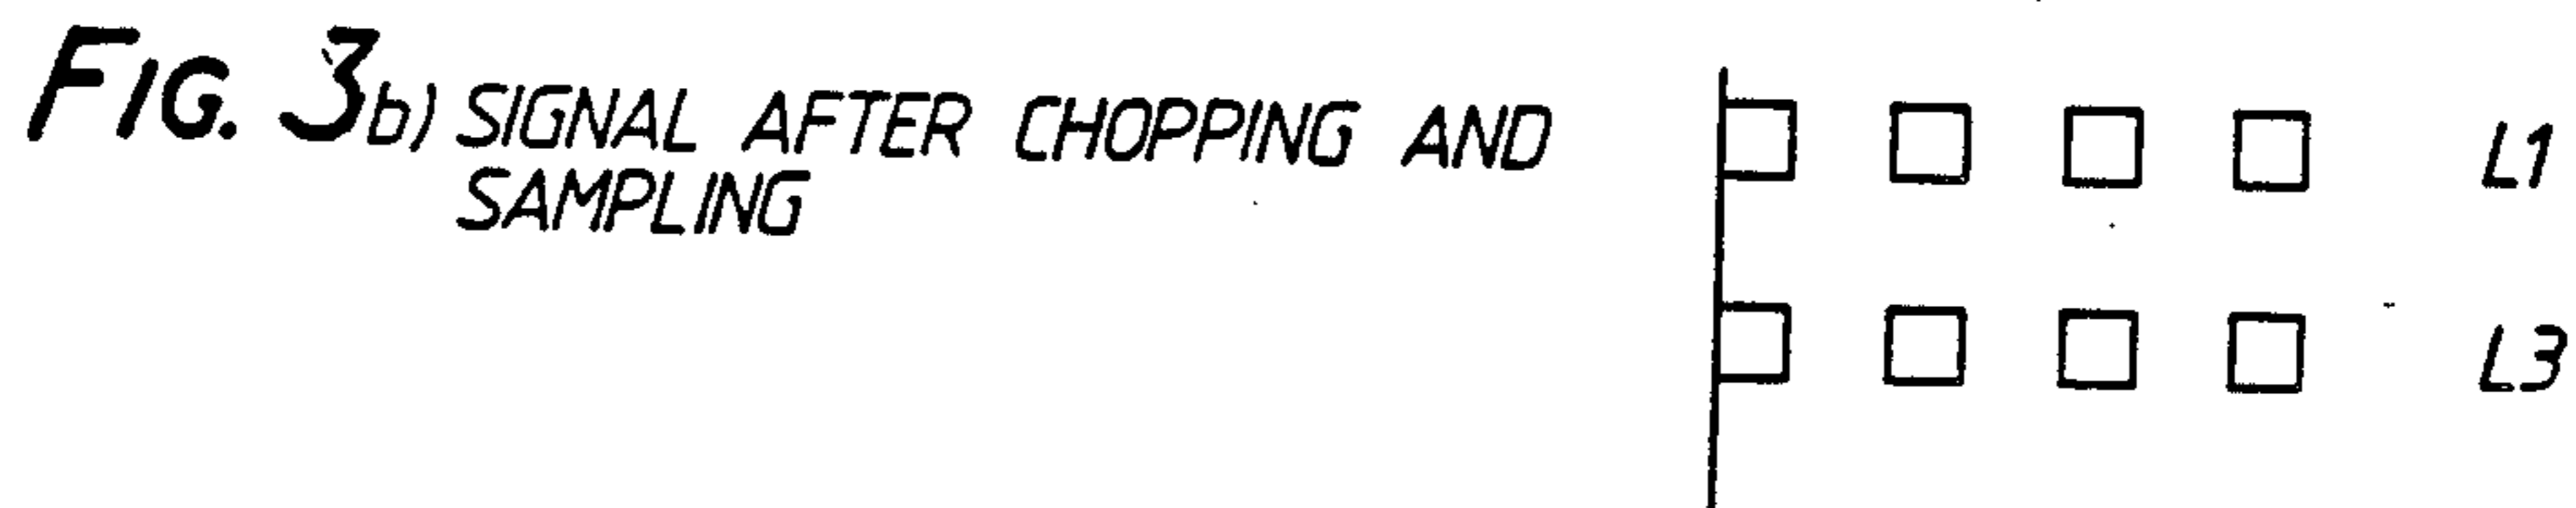 FIG. 3b) SIGNAL AFTER CHOPPING AND
SAMPLING
L1
L3